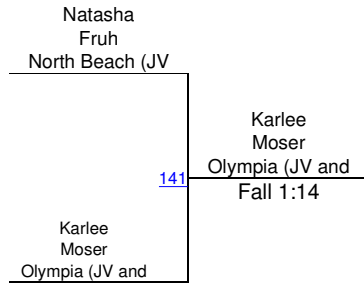 Natasha
Fruh
North Beach (JV
Karlee
Moser
Olympia (JV and
141
Fall 1:14
Karlee
Moser
Olympia (JV and